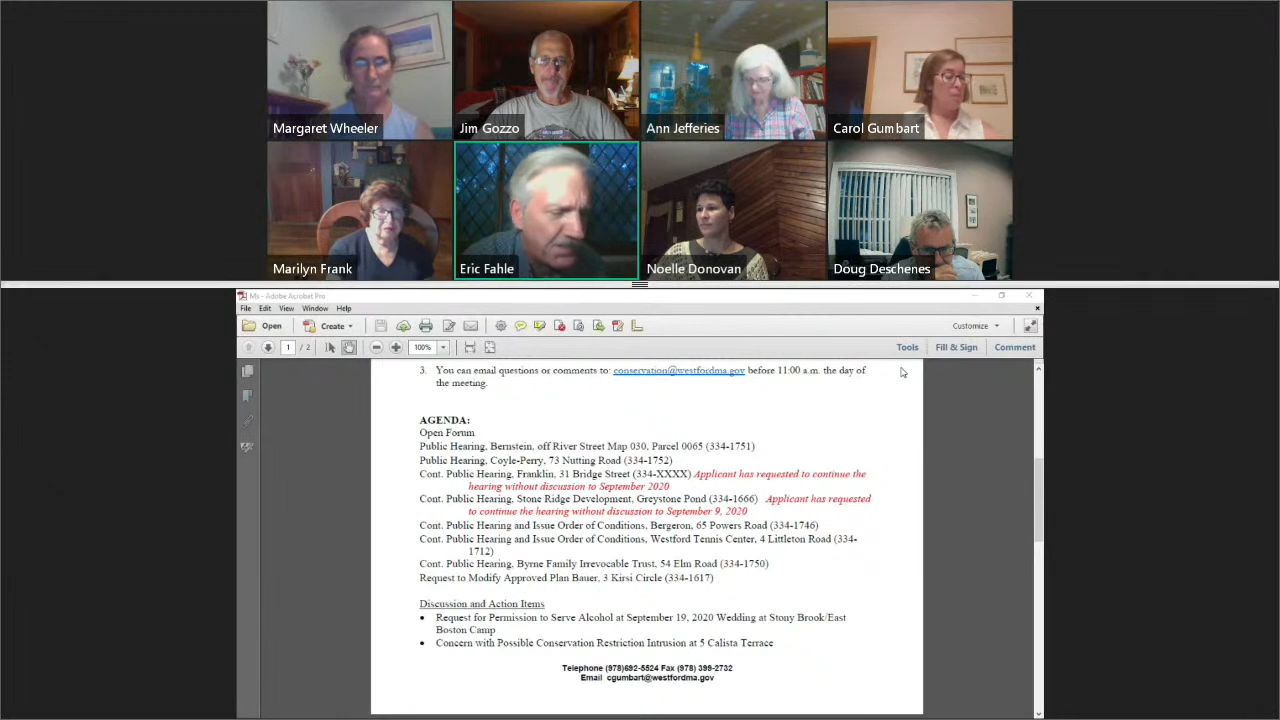 Margaret Wheeler
Jim Gozzo
Ann Jefferies
Carol Gumbart
Marilyn Frank
Eric Fahle
Noelle Donovan
Doug Deschenes
Ms - Adobe Acrobat Pro
File Edit View Window Help
Open Create Customize
1 / 2 100% Tools Fill & Sign Comment
3. You can email questions or comments to: conservation@westfordma.gov before 11:00 a.m. the day of
the meeting.
AGENDA:
Open Forum
Public Hearing, Bernstein, off River Street Map 030, Parcel 0065 (334-1751)
Public Hearing, Coyle-Perry, 73 Nutting Road (334-1752)
Cont. Public Hearing, Franklin, 31 Bridge Street (334-XXXX) Applicant has requested to continue the
hearing without discussion to September 2020
Cont. Public Hearing, Stone Ridge Development, Greystone Pond (334-1666) Applicant has requested
to continue the hearing without discussion to September 9, 2020
Cont. Public Hearing and Issue Order of Conditions, Bergeron, 65 Powers Road (334-1746)
Cont. Public Hearing and Issue Order of Conditions, Westford Tennis Center, 4 Littleton Road (334-
1712)
Cont. Public Hearing, Byrne Family Irrevocable Trust, 54 Elm Road (334-1750)
Request to Modify Approved Plan Bauer, 3 Kirsi Circle (334-1617)
Discussion and Action Items
• Request for Permission to Serve Alcohol at September 19, 2020 Wedding at Stony Brook/East
Boston Camp
• Concern with Possible Conservation Restriction Intrusion at 5 Calista Terrace
Telephone (978)692-5524 Fax (978) 399-2732
Email cgumbart@westfordma.gov